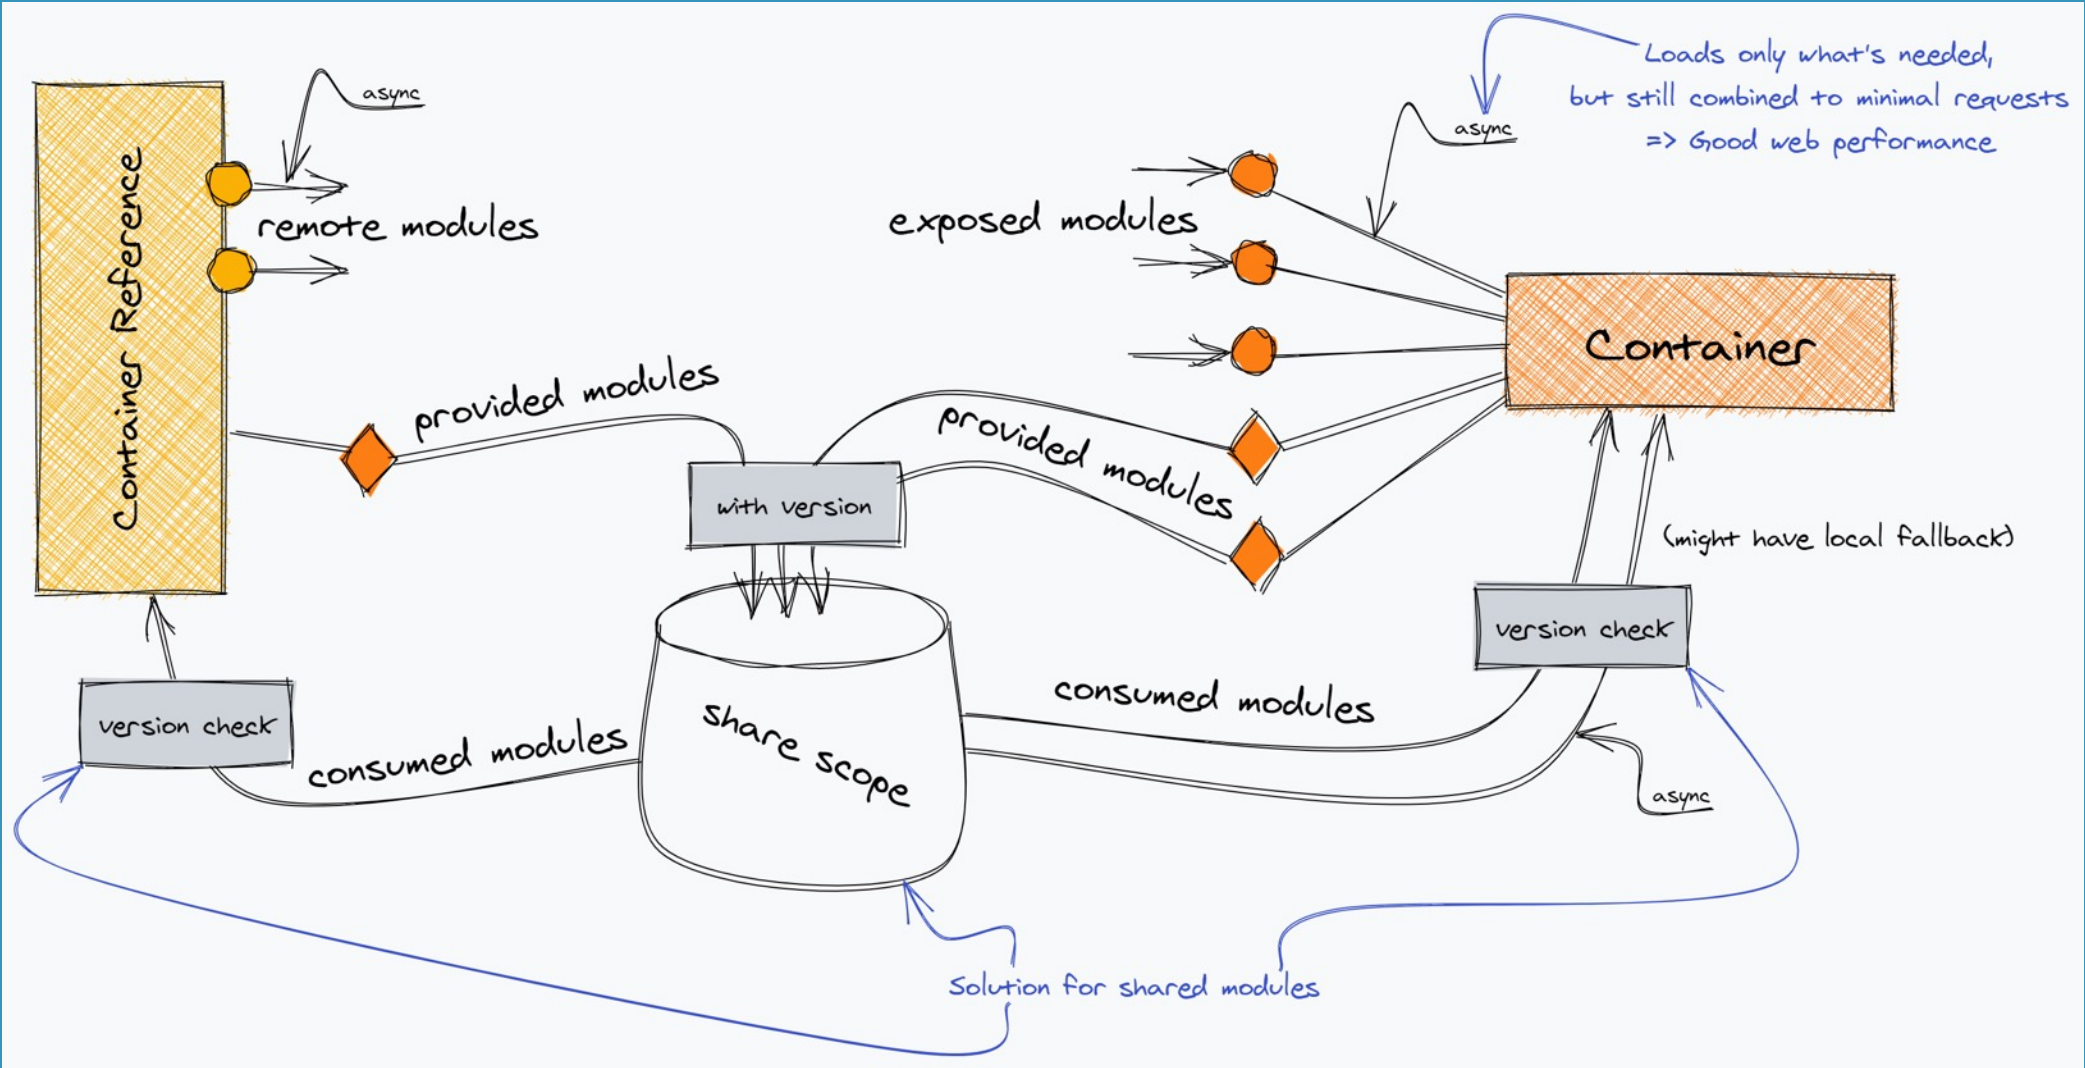 Loads only what's needed,
but still combined to minimal requests
=> Good web performance
async
async
Container Reference
remote modules
exposed modules
Container
provided modules
provided modules
with version
(might have local fallback)
version check
version check
consumed modules
consumed modules
share scope
async
Solution for shared modules